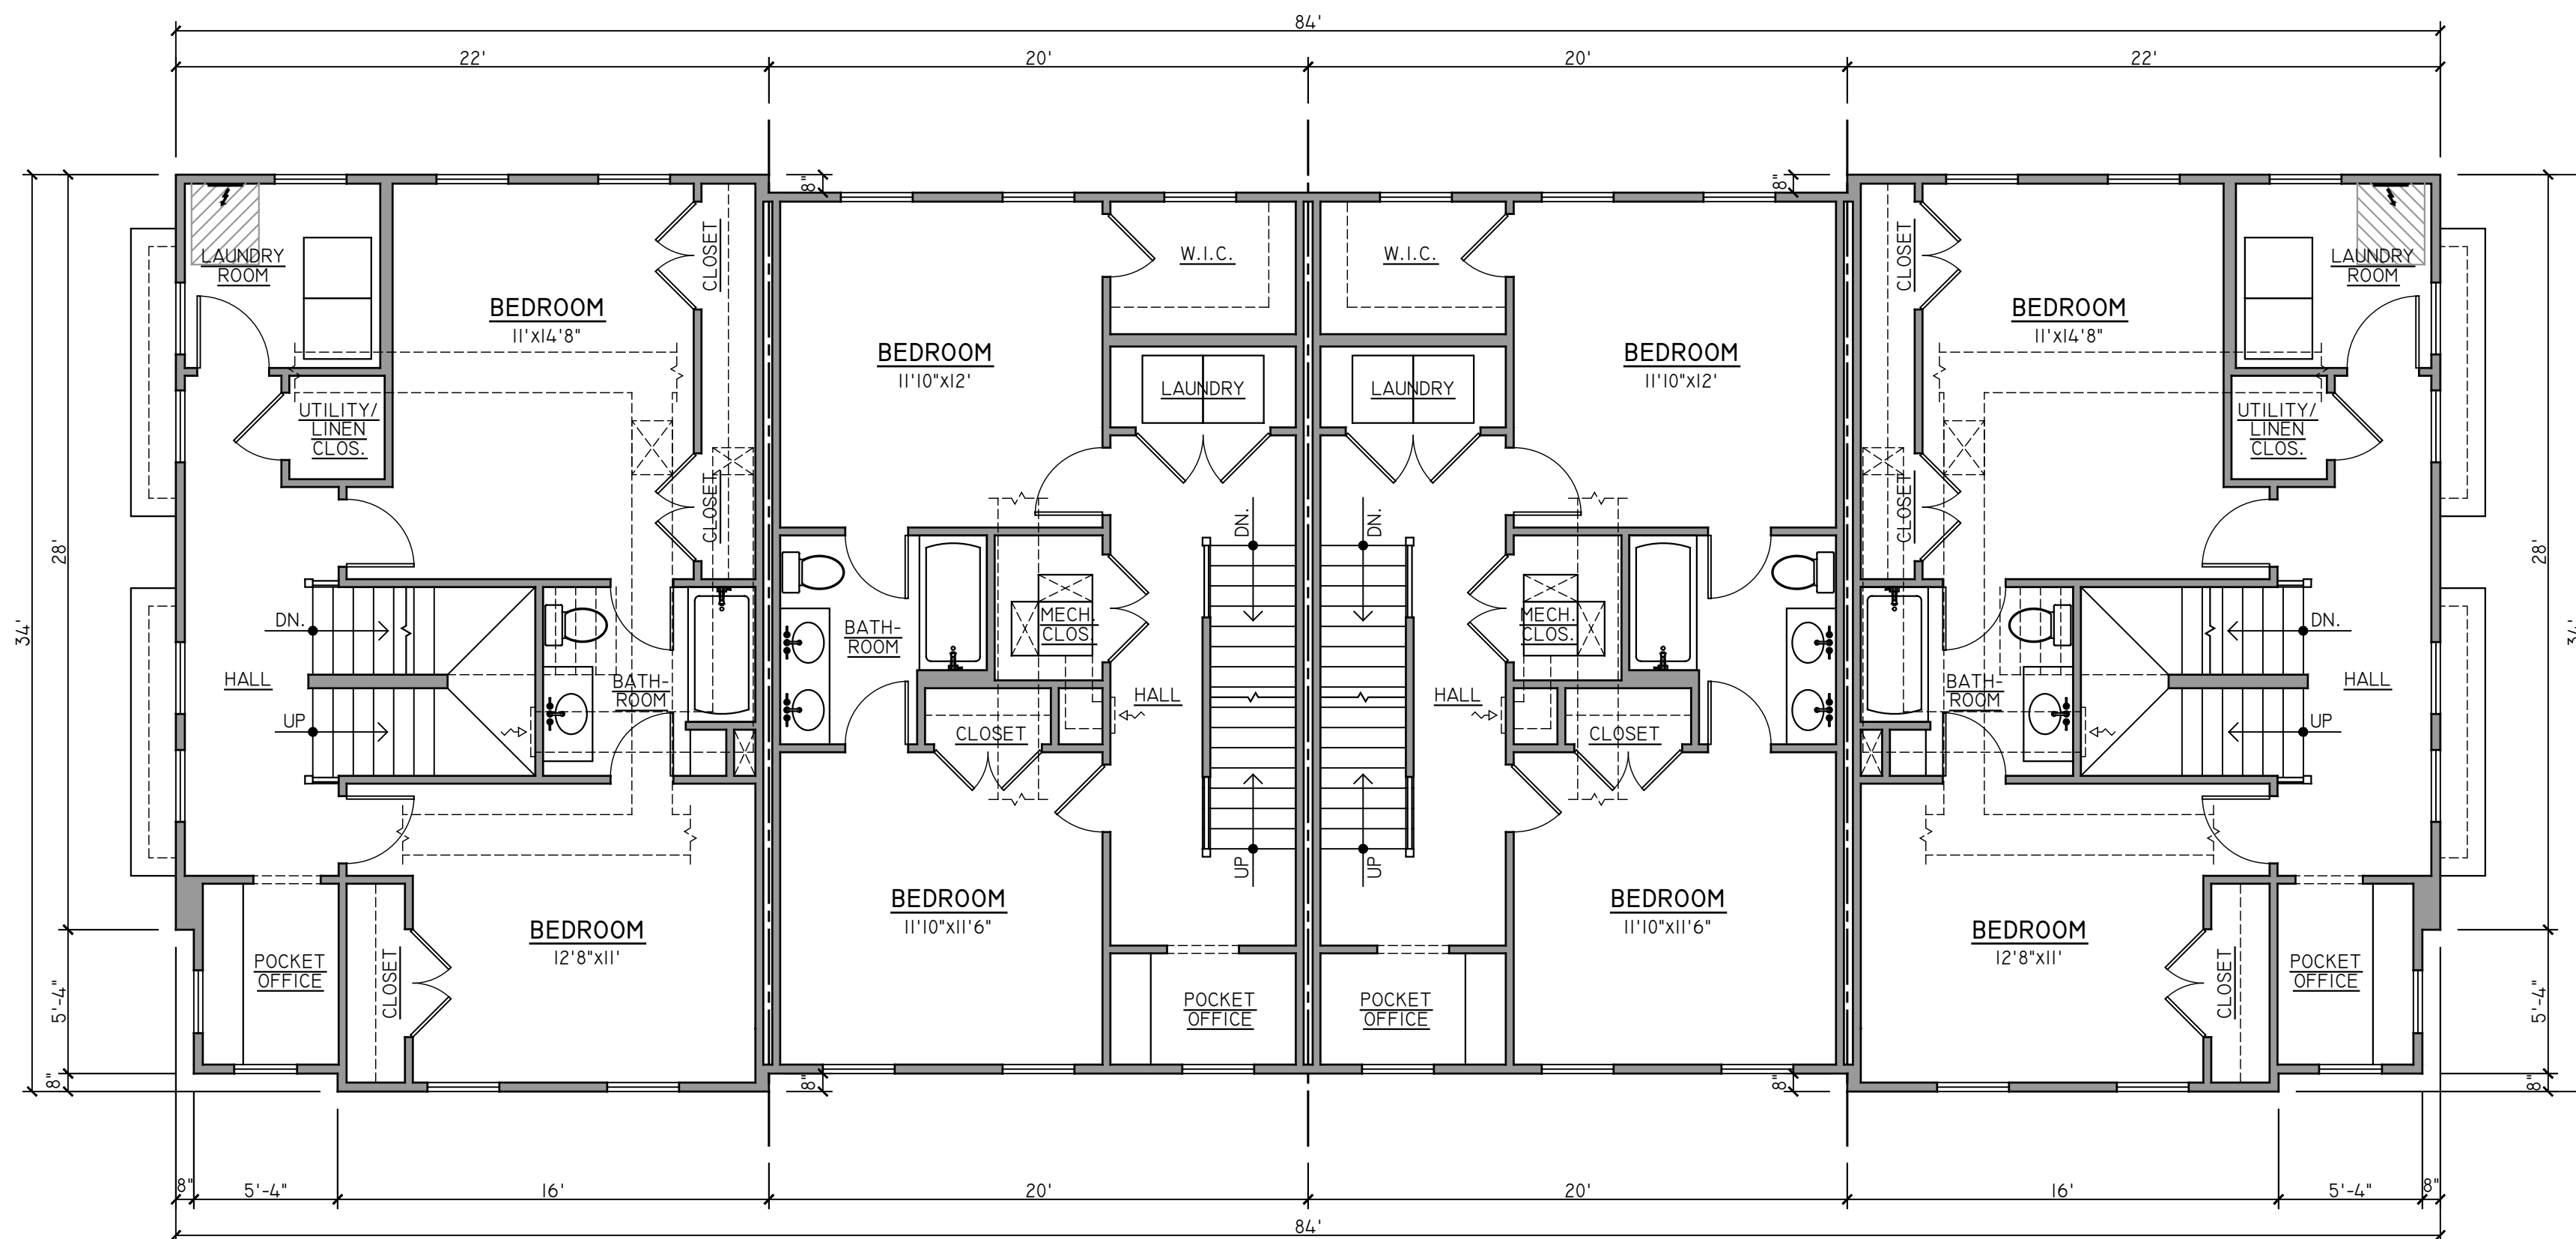 84'
22'
20'
20'
22'
8"
8"
34'
28'
5'-4"
8"
LAUNDRY
ROOM
BEDROOM
11'x14'8"
CLOSET
UTILITY/
LINEN
CLOS.
CLOSET
DN.
HALL
UP
BATH-
ROOM
POCKET
OFFICE
CLOSET
BEDROOM
12'8"x11'
BEDROOM
11'10"x12'
W.I.C.
LAUNDRY
BATH-
ROOM
MECH.
CLOS.
CLOSET
HALL
DN.
UP
BEDROOM
11'10"x11'6"
POCKET
OFFICE
W.I.C.
LAUNDRY
BEDROOM
11'10"x12'
DN.
UP
HALL
MECH.
CLOS.
CLOSET
BEDROOM
11'10"x11'6"
POCKET
OFFICE
CLOSET
BEDROOM
11'x14'8"
LAUNDRY
ROOM
UTILITY/
LINEN
CLOS.
CLOSET
BATH-
ROOM
DN.
HALL
UP
BEDROOM
12'8"x11'
CLOSET
POCKET
OFFICE
28'
34'
5'-4"
8"
8"
8"
8"
5'-4"
16'
20'
20'
16'
5'-4"
8"
84'